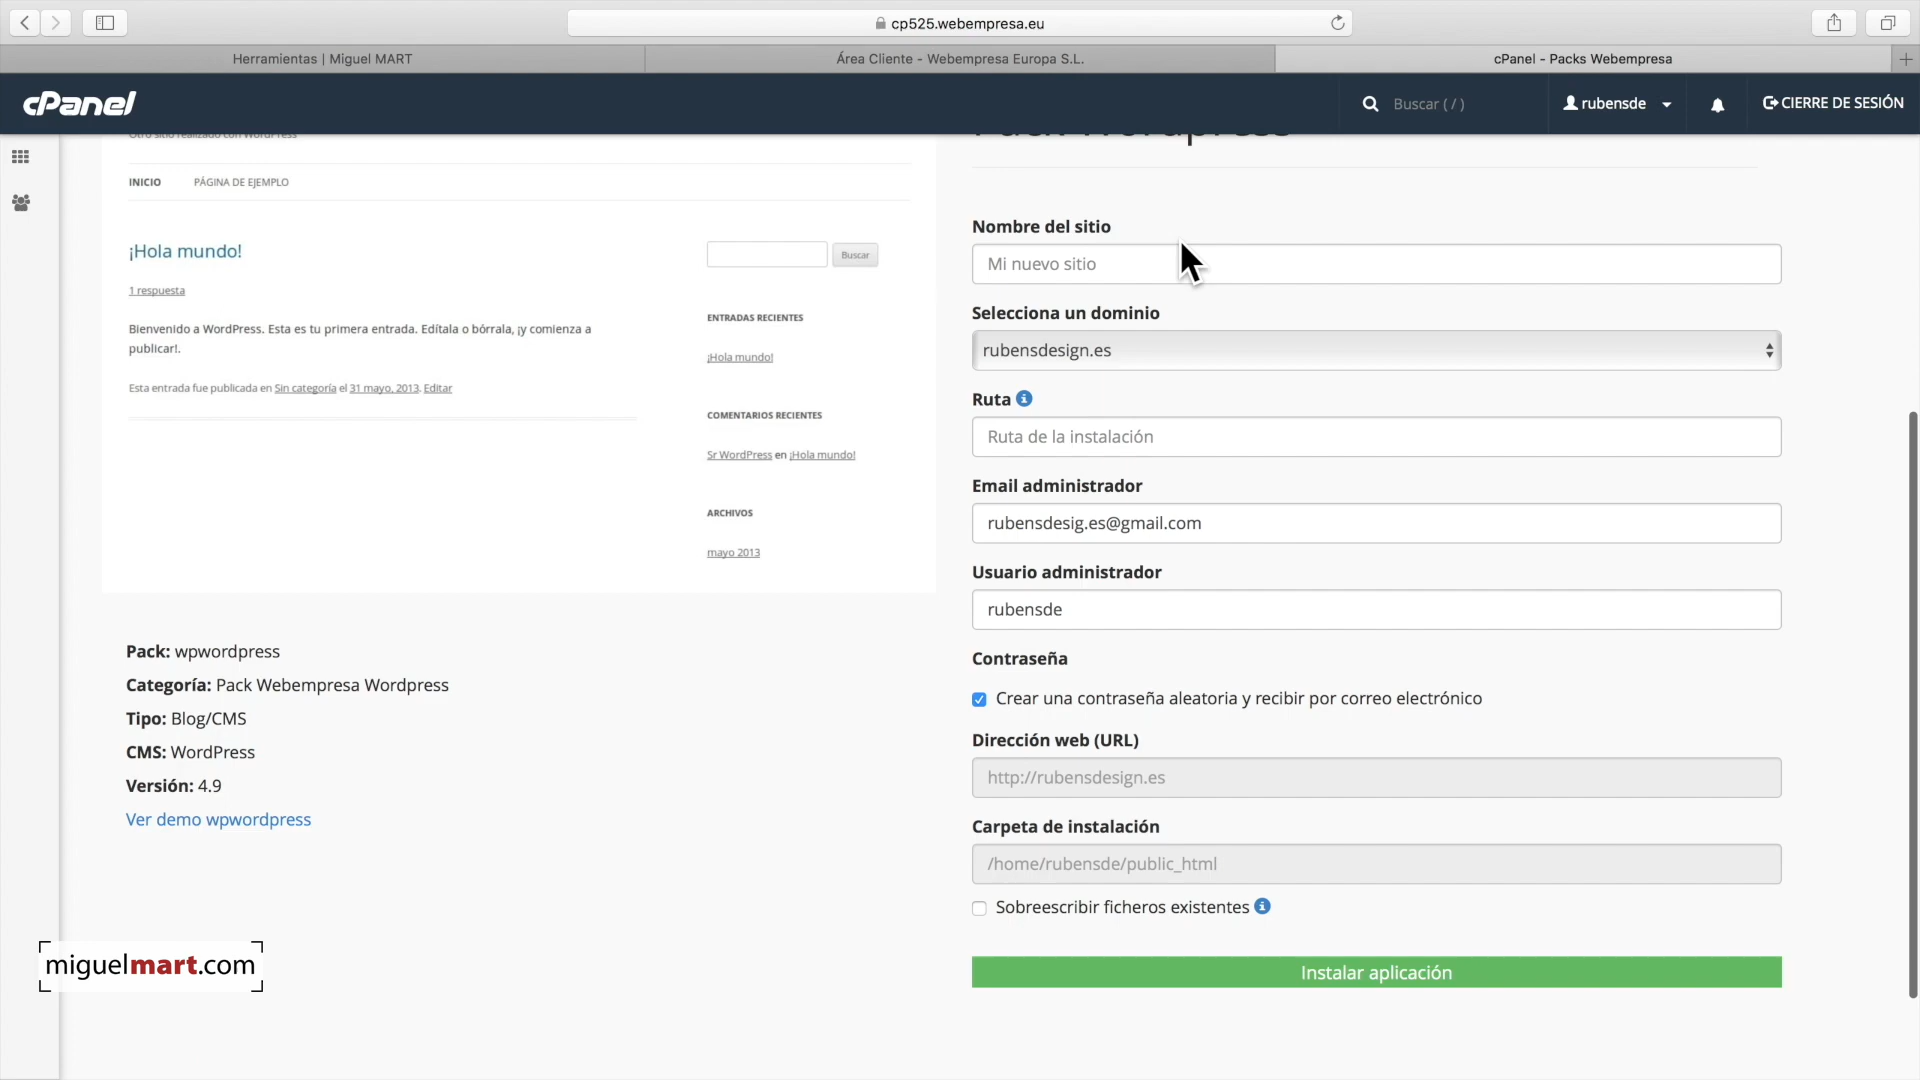 cp525.webempresa.eu
Herramientas | Miguel MART
Área Cliente - Webempresa Europa S.L.
cPanel - Packs Webempresa
cPanel
Buscar ( / )
rubensde
CIERRE DE SESIÓN
Otro sitio realizado con WordPress
Pack Wordpress
INICIO
PÁGINA DE EJEMPLO
¡Hola mundo!
1 respuesta
Bienvenido a WordPress. Esta es tu primera entrada. Edítala o bórrala, ¡y comienza a
publicar!.
Esta entrada fue publicada en Sin categoría el 31 mayo, 2013. Editar
Buscar
ENTRADAS RECIENTES
¡Hola mundo!
COMENTARIOS RECIENTES
Sr WordPress en ¡Hola mundo!
ARCHIVOS
mayo 2013
Pack: wpwordpress
Categoría: Pack Webempresa Wordpress
Tipo: Blog/CMS
CMS: WordPress
Versión: 4.9
Ver demo wpwordpress
Nombre del sitio
Mi nuevo sitio
Selecciona un dominio
rubensdesign.es
Ruta
Ruta de la instalación
Email administrador
rubensdesig.es@gmail.com
Usuario administrador
rubensde
Contraseña
Crear una contraseña aleatoria y recibir por correo electrónico
Dirección web (URL)
http://rubensdesign.es
Carpeta de instalación
/home/rubensde/public_html
Sobreescribir ficheros existentes
Instalar aplicación
miguelmart.com